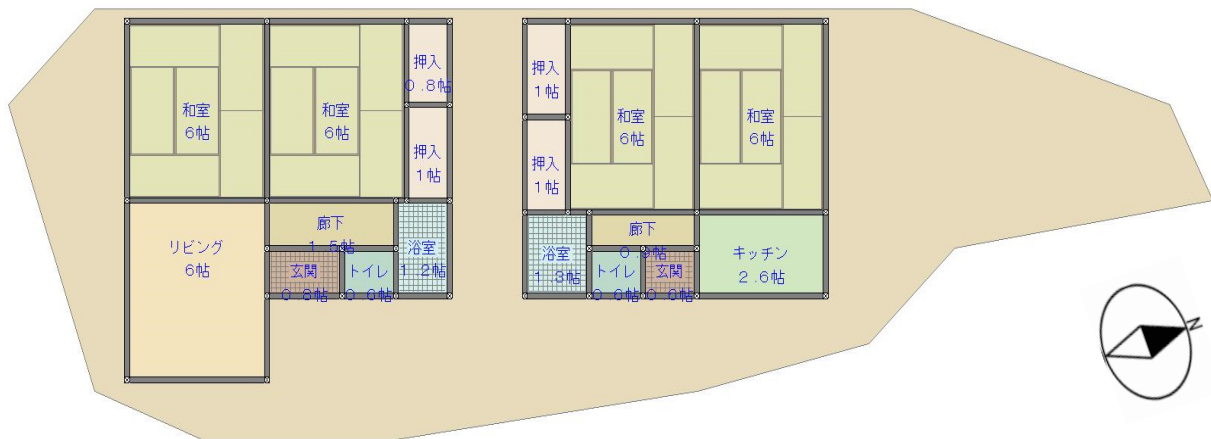 和室
6帖
和室
6帖
押入
0.8帖
押入
1帖
リビング
6帖
廊下
1.5帖
玄関
0.8帖
トイレ
0.6帖
浴室
1.2帖
押入
1帖
押入
1帖
和室
6帖
和室
6帖
浴室
1.3帖
廊下
0.9帖
トイレ
0.6帖
玄関
0.6帖
キッチン
2.6帖
N